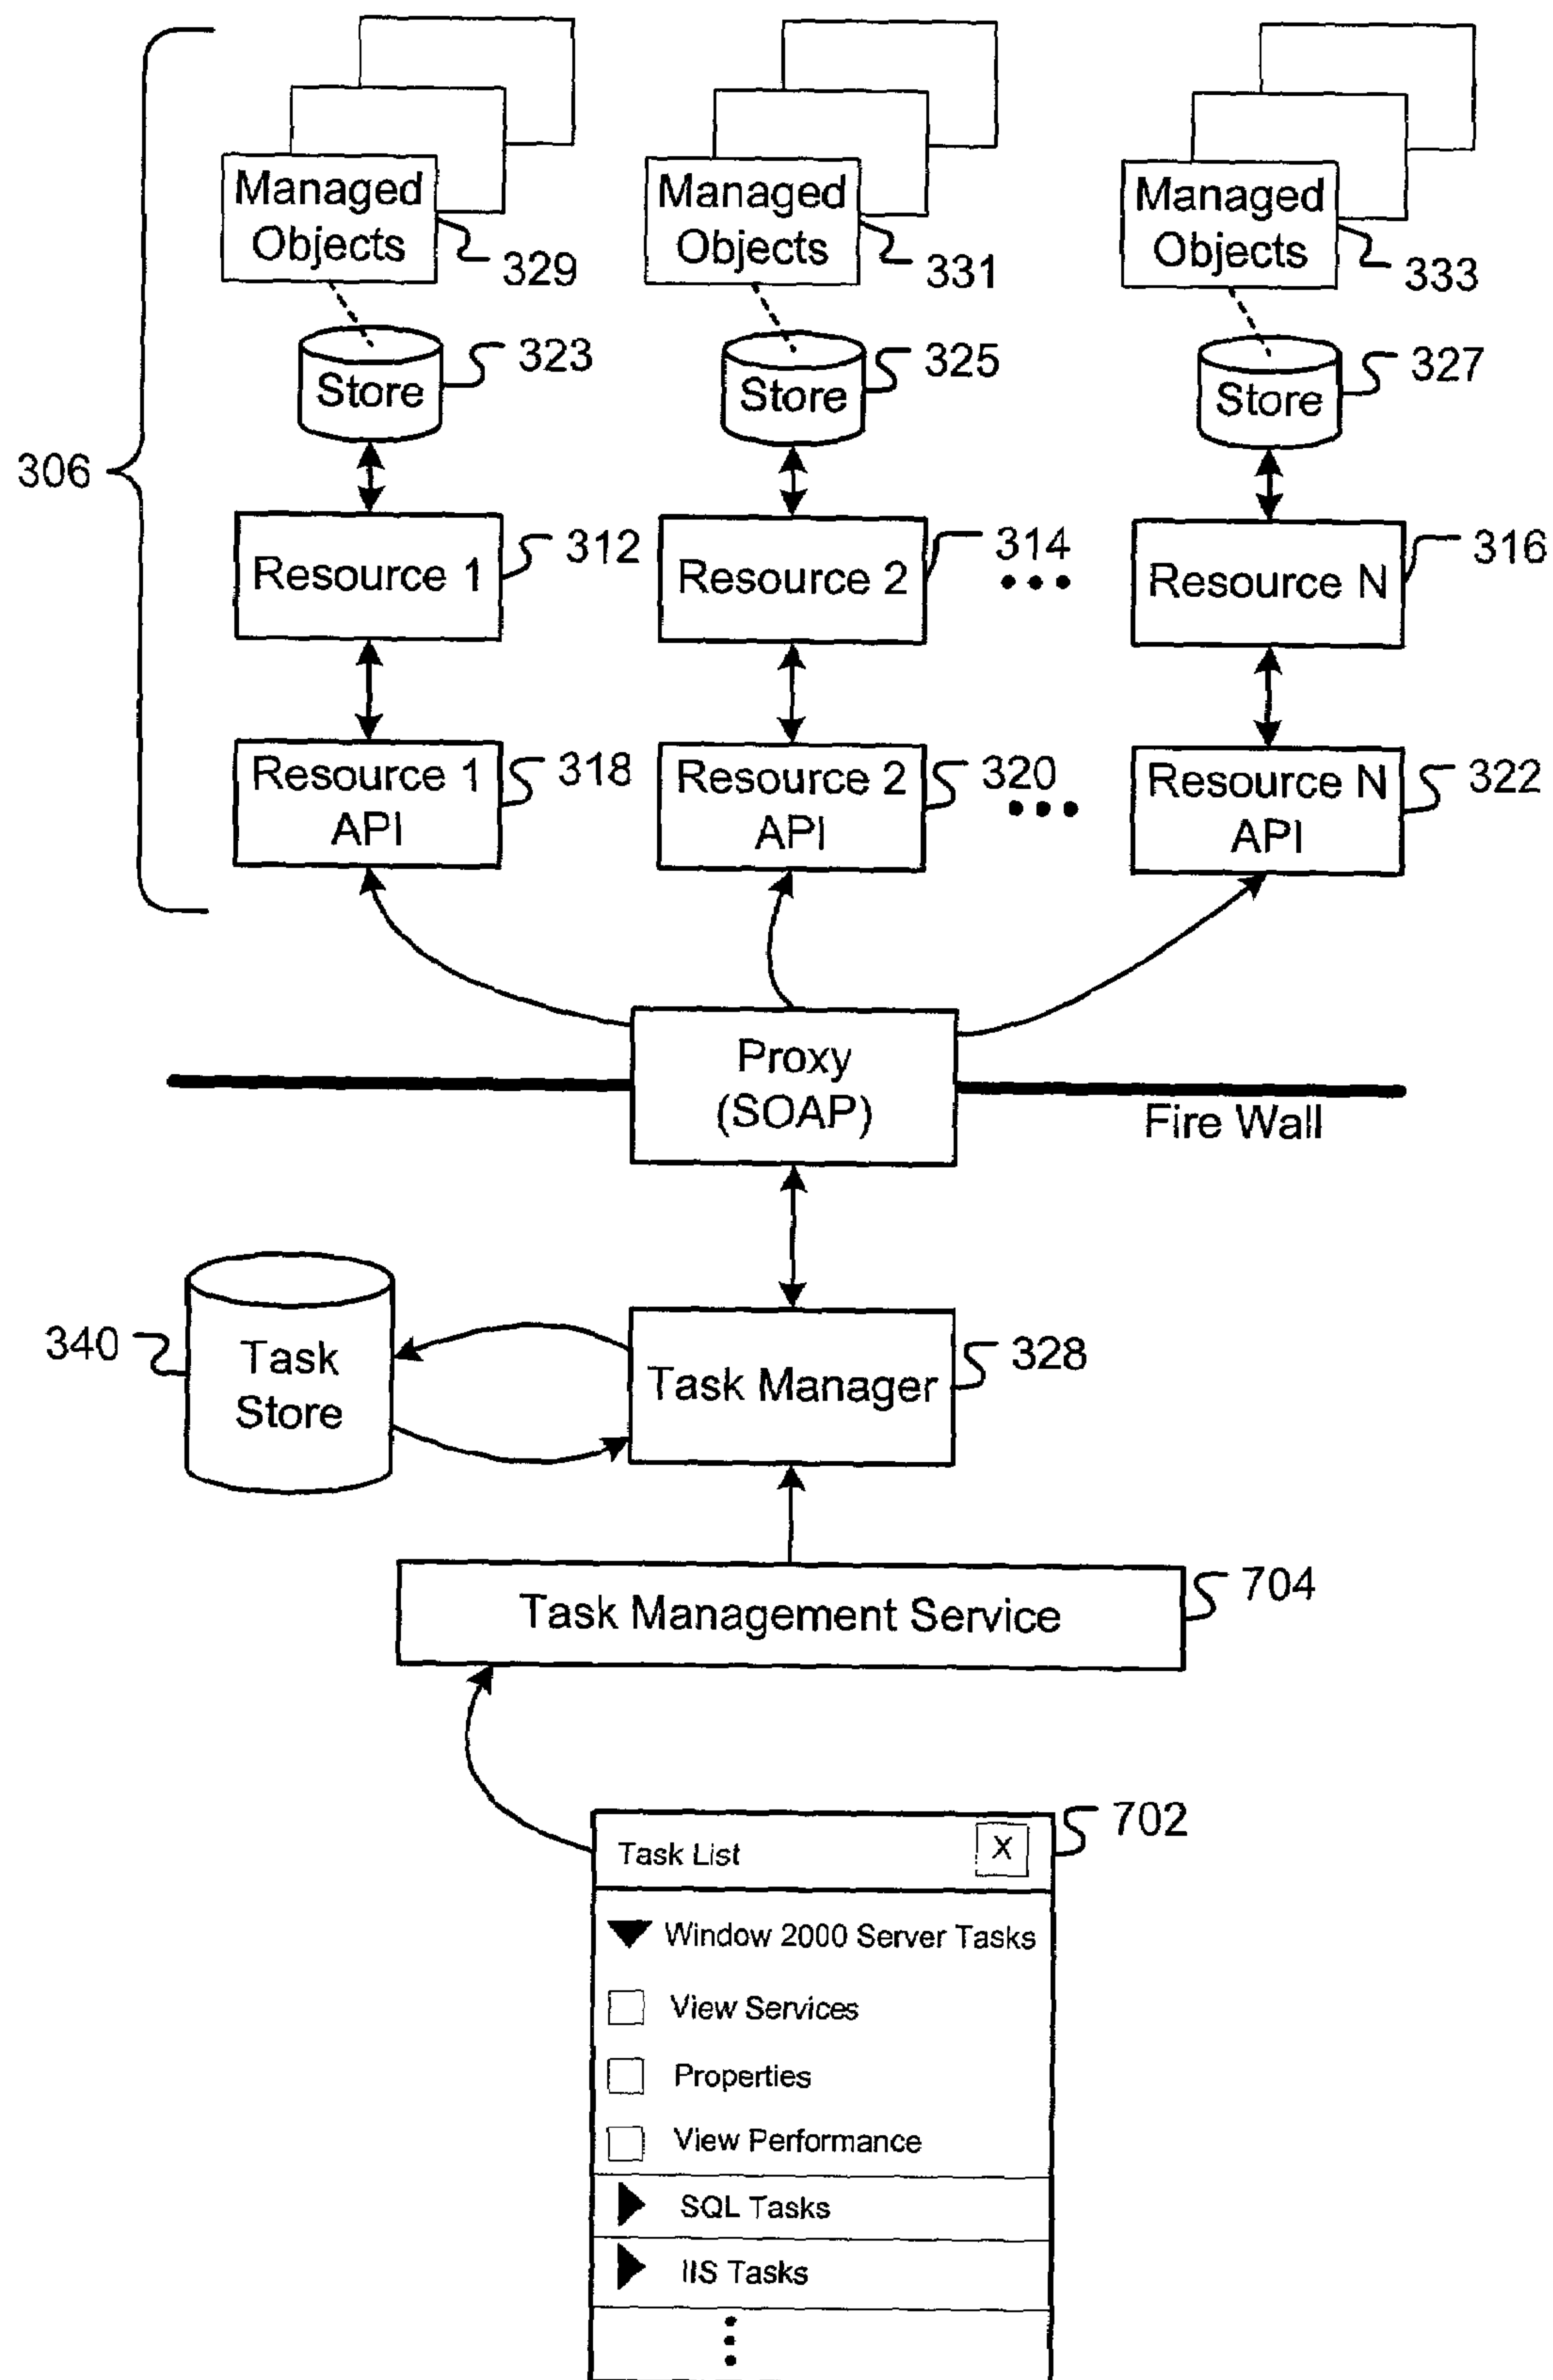 Managed
Objects
329
Managed
Objects
331
Managed
Objects
333
Store
323
Store
325
Store
327
306
Resource 1
312
Resource 2
314
Resource N
316
Resource 1
API
318
Resource 2
API
320
Resource N
API
322
Proxy
(SOAP)
Fire Wall
340
Task
Store
Task Manager
328
Task Management Service
704
Task List
X
702
Window 2000 Server Tasks
View Services
Properties
View Performance
SQL Tasks
IIS Tasks